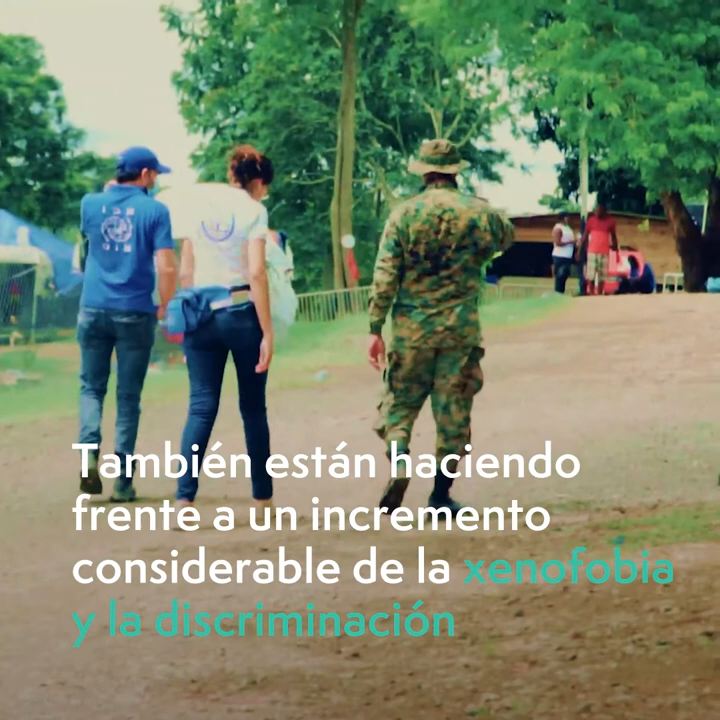 También están haciendo
frente a un incremento
considerable de la xenofobia
y la discriminación